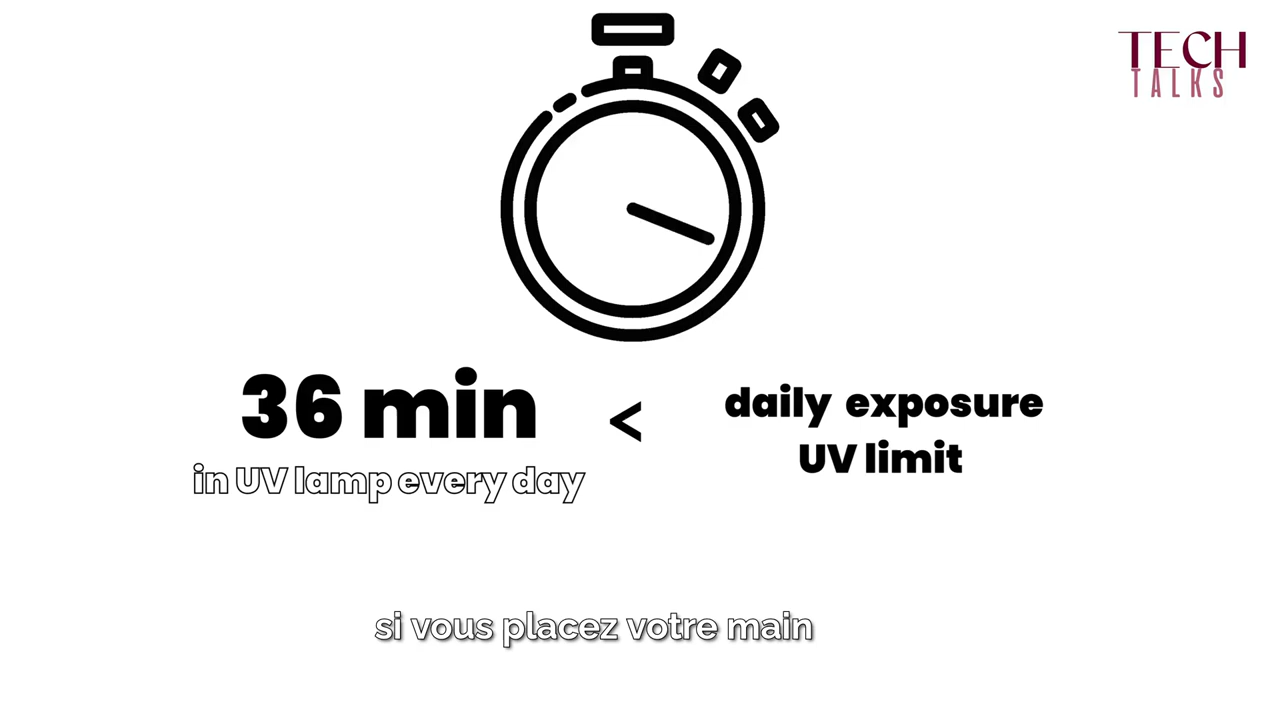 TECH
TALKS
36 min
in UV lamp every day
<
daily exposure
UV limit
si vous placez votre main